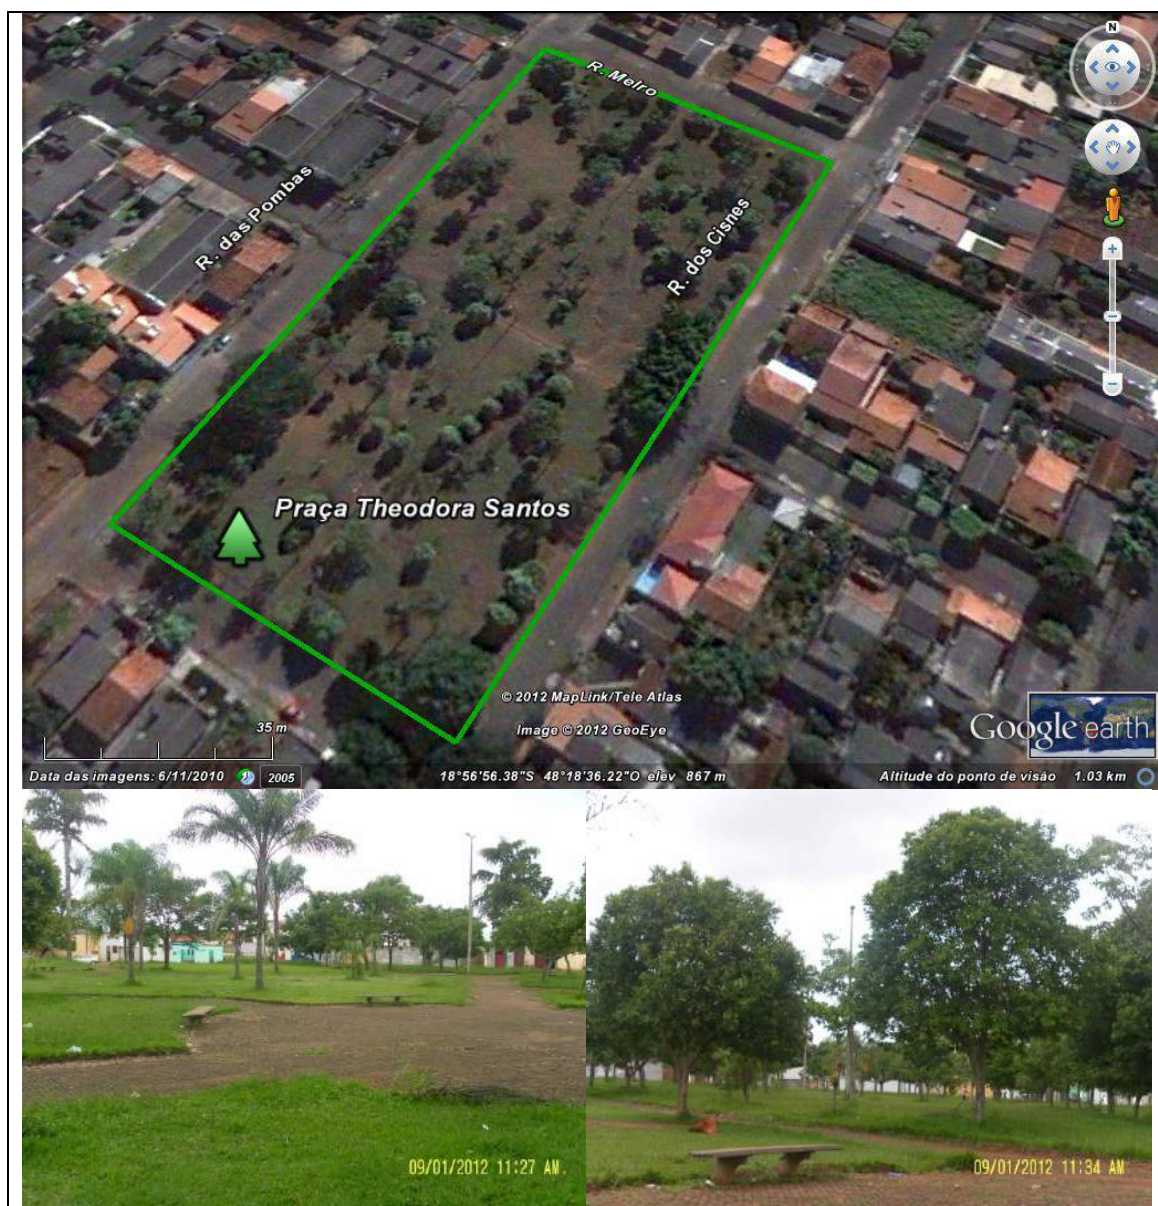 N
R. Melro
R. das Pombas
R. dos Cisnes
Praça Theodora Santos
© 2012 MapLink/Tele Atlas
Image © 2012 GeoEye
Google earth
35 m
Data das imagens: 6/11/2010 2005 18°56'56.38"S 48°18'36.22"O elev 867 m Altitude do ponto de visão 1.03 km
09/01/2012 11:27 AM.
09/01/2012 11:34 AM